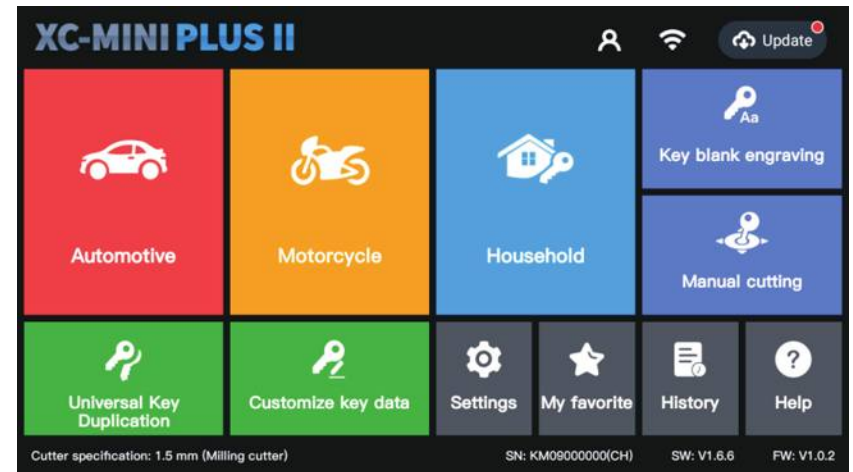 XC-MINI PLUS II
Update
Automotive
Motorcycle
Household
Aa
Key blank engraving
Manual cutting
Universal Key
Duplication
Customize key data
Settings
My favorite
History
?
Help
Cutter specification: 1.5 mm (Milling cutter)
SN: KM09000000(CH)
SW: V1.6.6
FW: V1.0.2